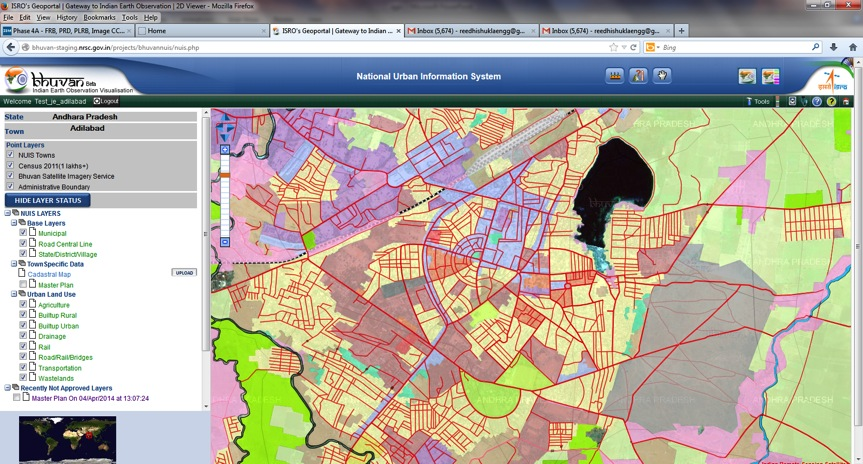 ISRO's Geoportal | Gateway to Indian Earth Observation | 2D Viewer - Mozilla Firefox
File Edit View History Bookmarks Tools Help
Phase 4A - FRB, PRD, PLRB, Image CC...
Home
ISRO's Geoportal | Gateway to Indian ...
Inbox (5,674) - reedhishuklaengg@g...
Inbox (5,674) - reedhishuklaengg@g...
bhuvan-staging.nrsc.gov.in/projects/bhuvannuis/nuis.php
Bing
bhuvan Beta
Indian Earth Observation Visualisation
National Urban Information System
Welcome Test_je_adilabad Logout
Tools
State Andhara Pradesh
Town Adilabad
Point Layers
NUIS Towns
Census 2011(1 lakhs+)
Bhuvan Satellite Imagery Service
Administrative Boundary
HIDE LAYER STATUS
NUIS LAYERS
Base Layers
Municipal
Road Central Line
State/District/Village
TownSpecific Data
Cadastral Map UPLOAD
Master Plan
Urban Land Use
Agriculture
Builtup Rural
Builtup Urban
Drainage
Rail
Road/Rail/Bridges
Transportation
Wastelands
Recently Not Approved Layers
Master Plan On 04/Apr/2014 at 13:07:24
ANDHRA PRADESH
ANDHRA PRADESH
bhuvan